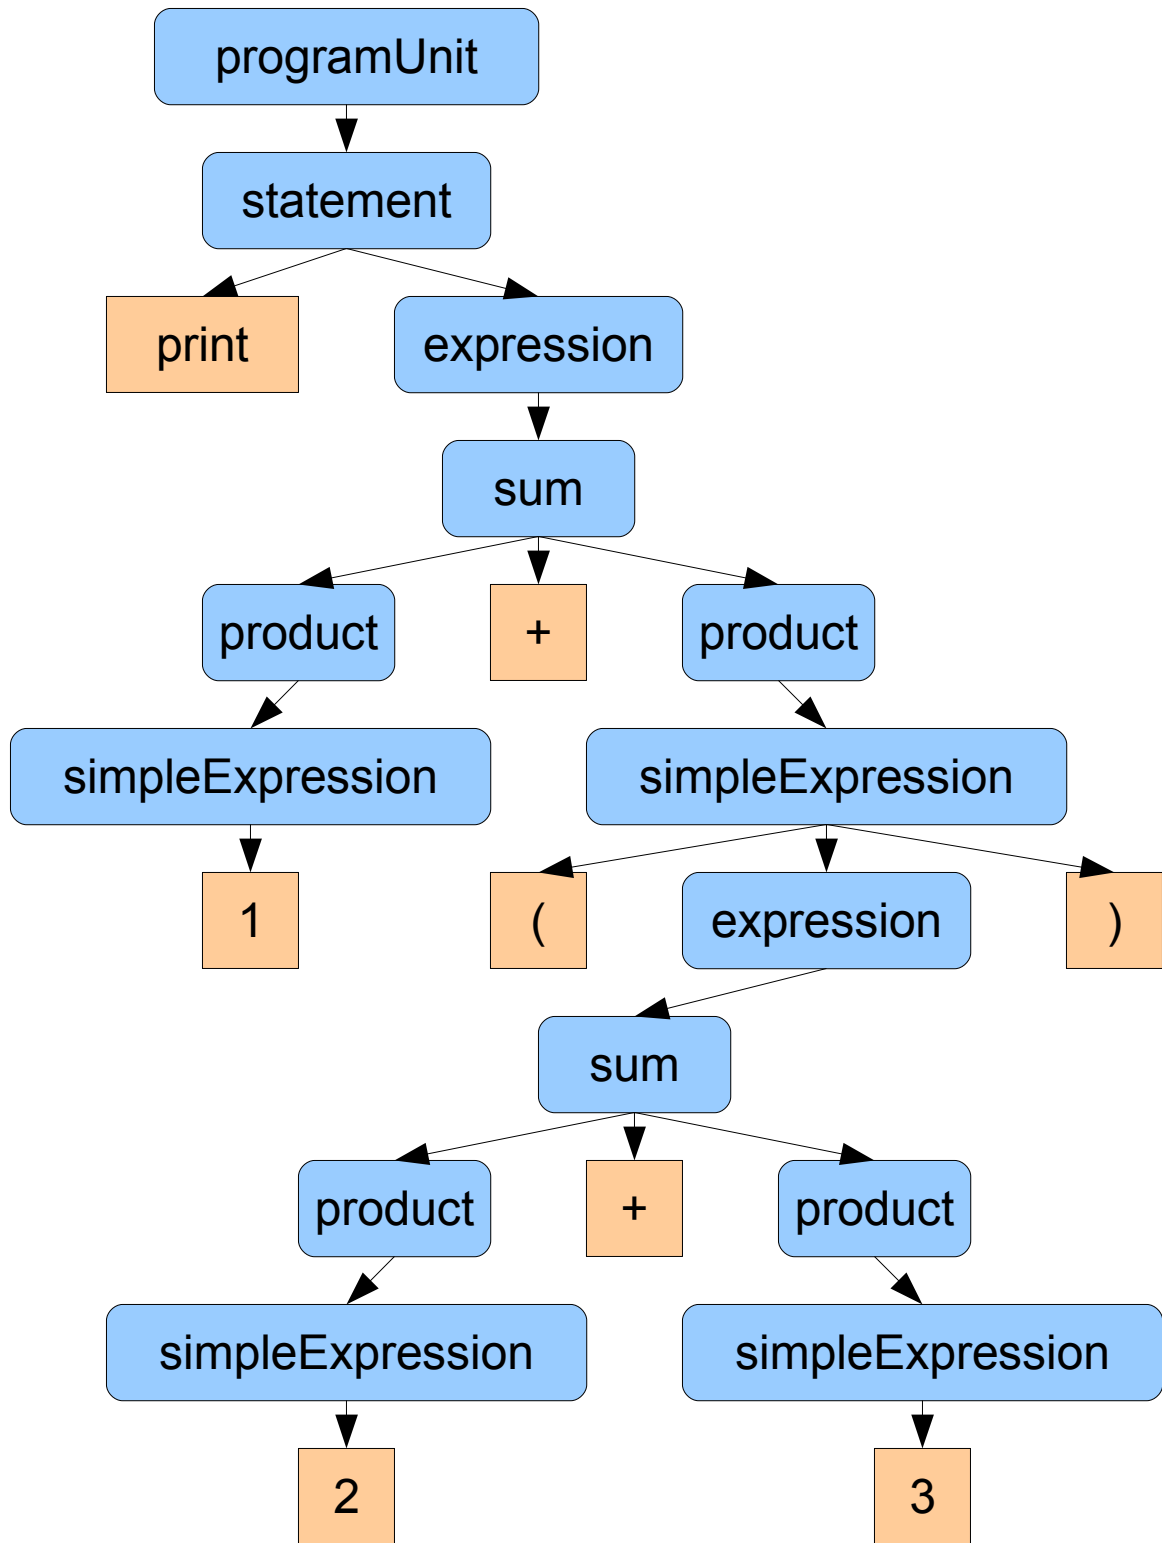 programUnit
statement
print
expression
sum
product
+
product
simpleExpression
simpleExpression
1
(
expression
)
sum
product
+
product
simpleExpression
simpleExpression
2
3